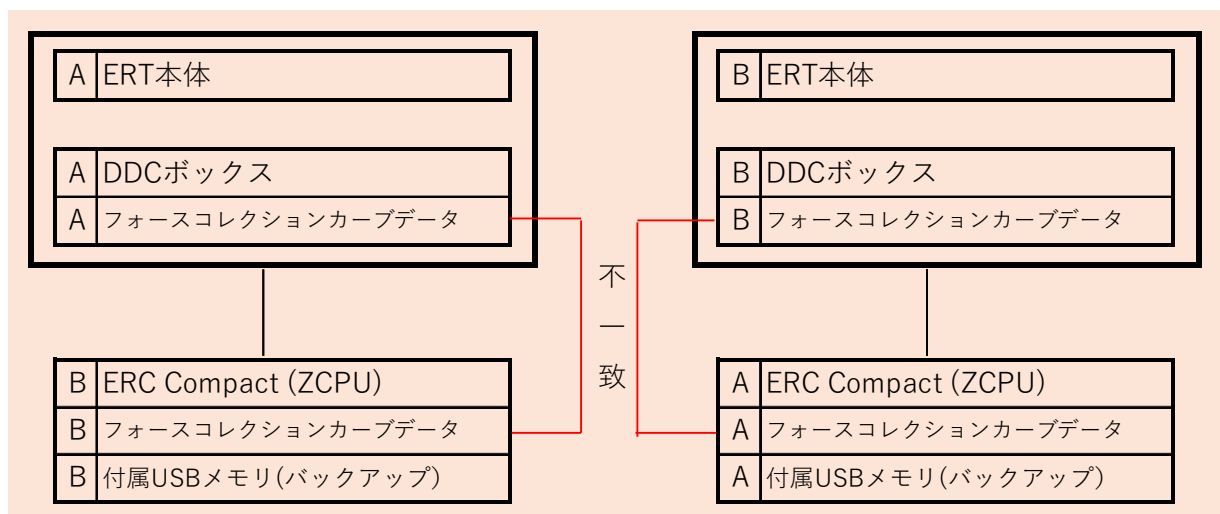 A ERT本体
A DDCボックス
A フォースコレクションカーブデータ
B ERC Compact (ZCPU)
B フォースコレクションカーブデータ
B 付属USBメモリ(バックアップ)
不一致
B ERT本体
B DDCボックス
B フォースコレクションカーブデータ
A ERC Compact (ZCPU)
A フォースコレクションカーブデータ
A 付属USBメモリ(バックアップ)